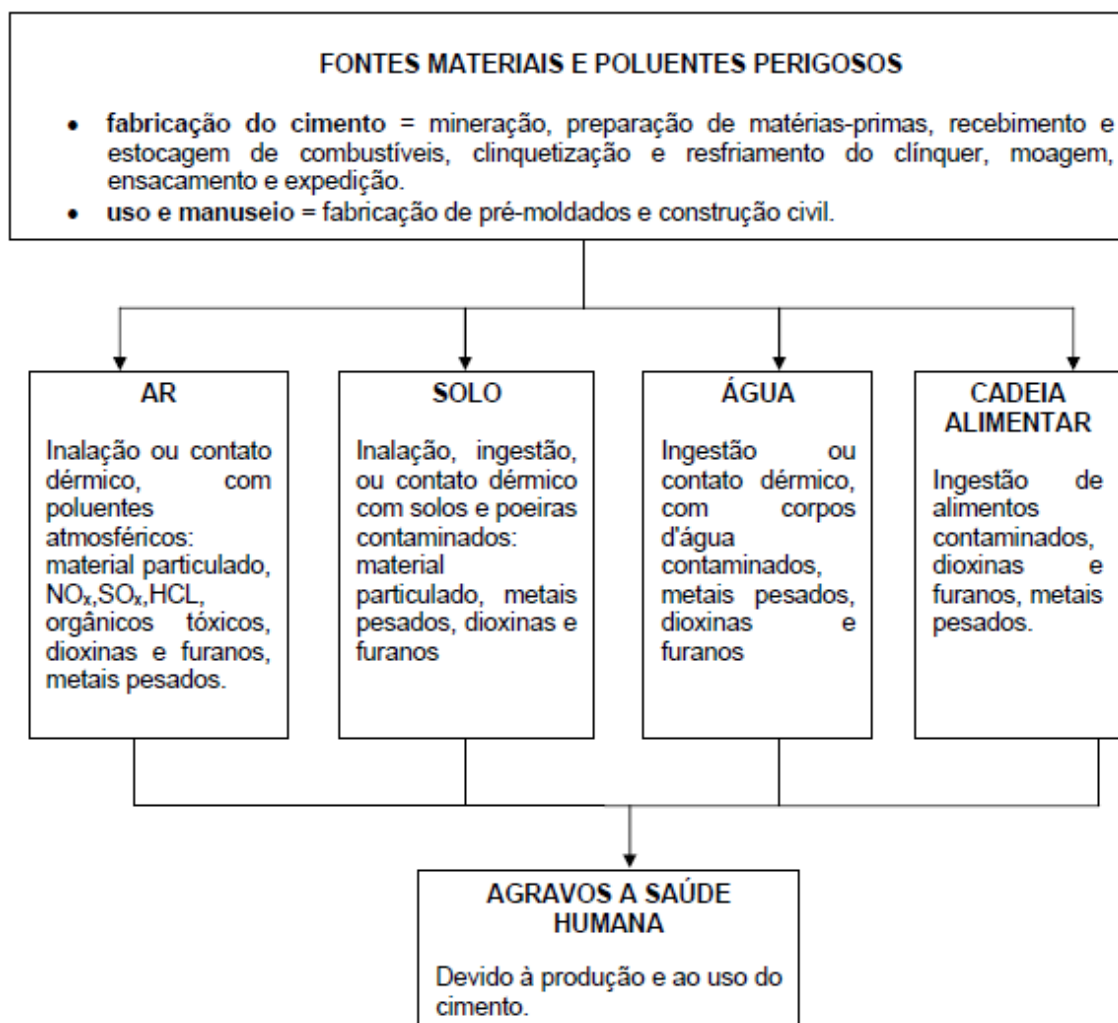 FONTES MATERIAIS E POLUENTES PERIGOSOS
• fabricação do cimento = mineração, preparação de matérias-primas, recebimento e
estocagem de combustíveis, clinquetização e resfriamento do clínquer, moagem,
ensacamento e expedição.
• uso e manuseio = fabricação de pré-moldados e construção civil.
AR
Inalação ou contato
dérmico, com
poluentes
atmosféricos:
material particulado,
NOₓ,SOₓ,HCL,
orgânicos tóxicos,
dioxinas e furanos,
metais pesados.
SOLO
Inalação, ingestão,
ou contato dérmico
com solos e poeiras
contaminados:
material
particulado, metais
pesados, dioxinas e
furanos
ÁGUA
Ingestão ou
contato dérmico,
com corpos
d'água
contaminados,
metais pesados,
dioxinas e
furanos
CADEIA
ALIMENTAR
Ingestão de
alimentos
contaminados,
dioxinas e
furanos, metais
pesados.
AGRAVOS A SAÚDE
HUMANA
Devido à produção e ao uso do
cimento.